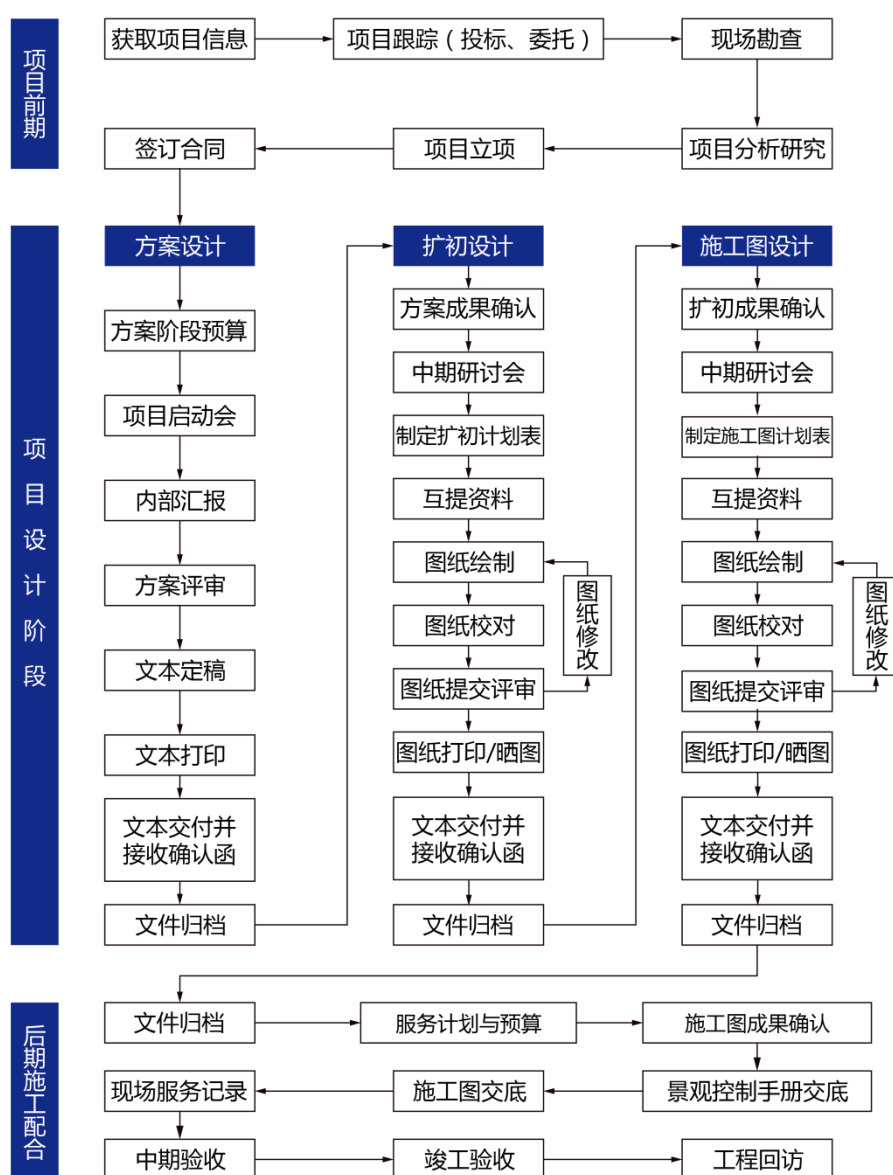 项目前期
获取项目信息
项目跟踪（投标、委托）
现场勘查
项目分析研究
项目立项
签订合同
项目设计阶段
方案设计
方案阶段预算
项目启动会
内部汇报
方案评审
文本定稿
文本打印
文本交付并
接收确认函
文件归档
扩初设计
方案成果确认
中期研讨会
制定扩初计划表
互提资料
图纸绘制
图纸校对
图纸提交评审
图纸修改
图纸打印/晒图
文本交付并
接收确认函
文件归档
施工图设计
扩初成果确认
中期研讨会
制定施工图计划表
互提资料
图纸绘制
图纸校对
图纸提交评审
图纸修改
图纸打印/晒图
文本交付并
接收确认函
文件归档
后期施工配合
文件归档
服务计划与预算
施工图成果确认
景观控制手册交底
施工图交底
现场服务记录
中期验收
竣工验收
工程回访